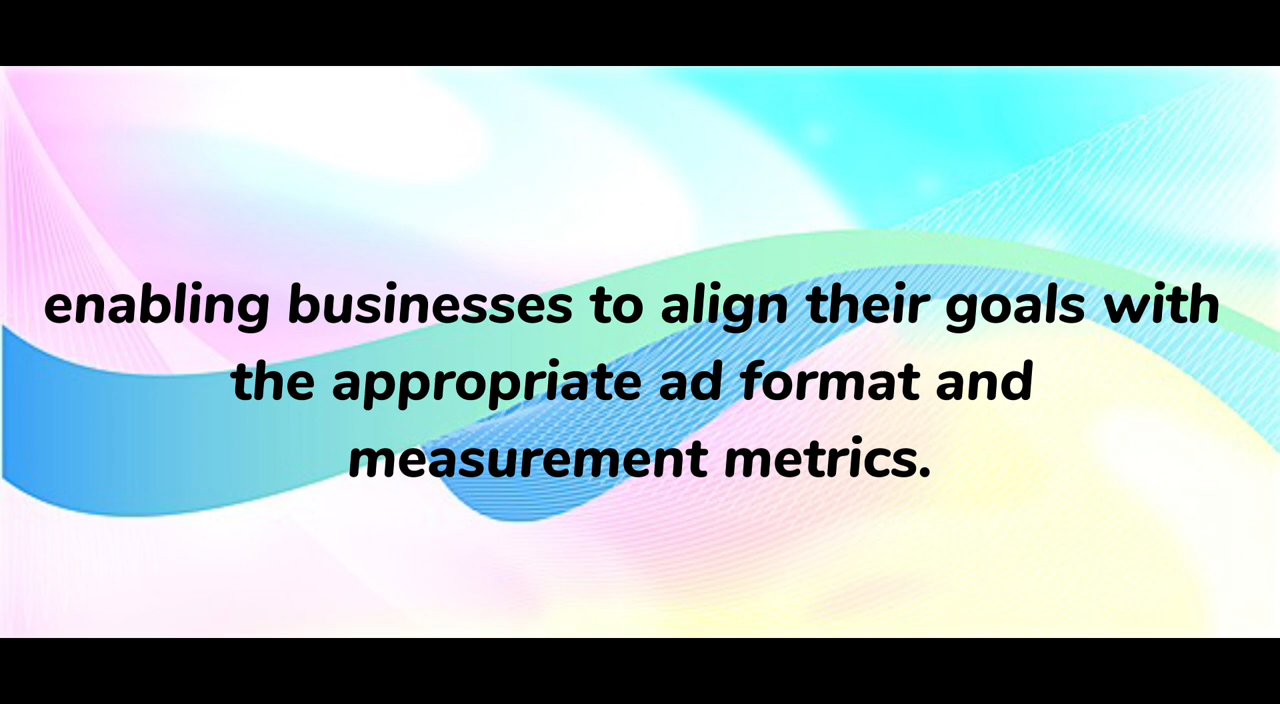 enabling businesses to align their goals with
the appropriate ad format and
measurement metrics.